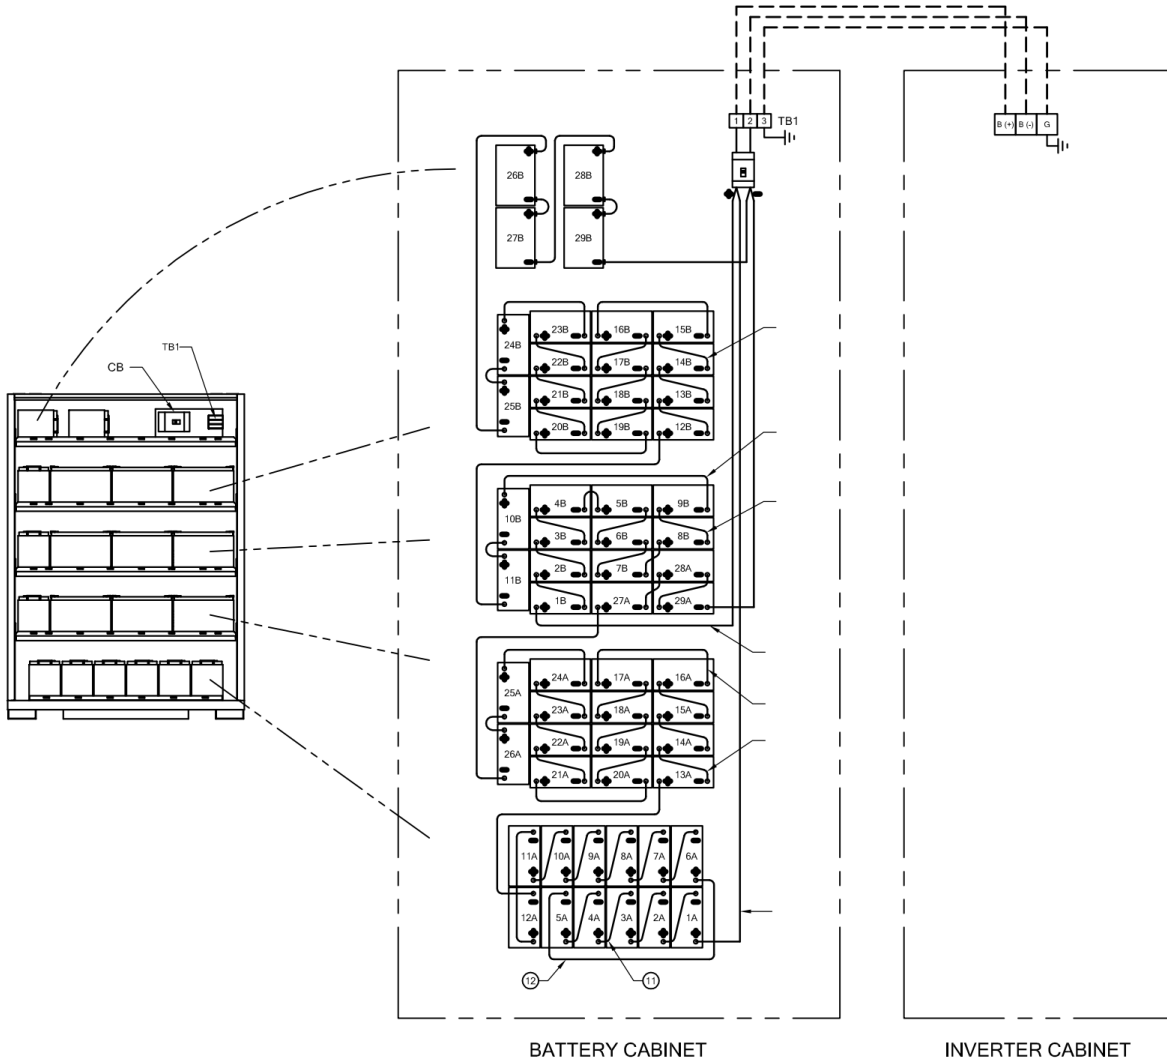 B (+) B (-) G
1 2 3 TB1
26B 28B
27B 29B
TB1
CB
23B 16B 15B
24B
22B 17B 14B
21B 18B 13B
25B
20B 19B 12B
4B 5B 9B
10B
3B 6B 8B
2B 7B 28A
11B
1B 27A 29A
24A 17A 16A
25A
23A 18A 15A
22A 19A 14A
26A
21A 20A 13A
11A 10A 9A 8A 7A 6A
12A 5A 4A 3A 2A 1A
12 11
BATTERY CABINET INVERTER CABINET